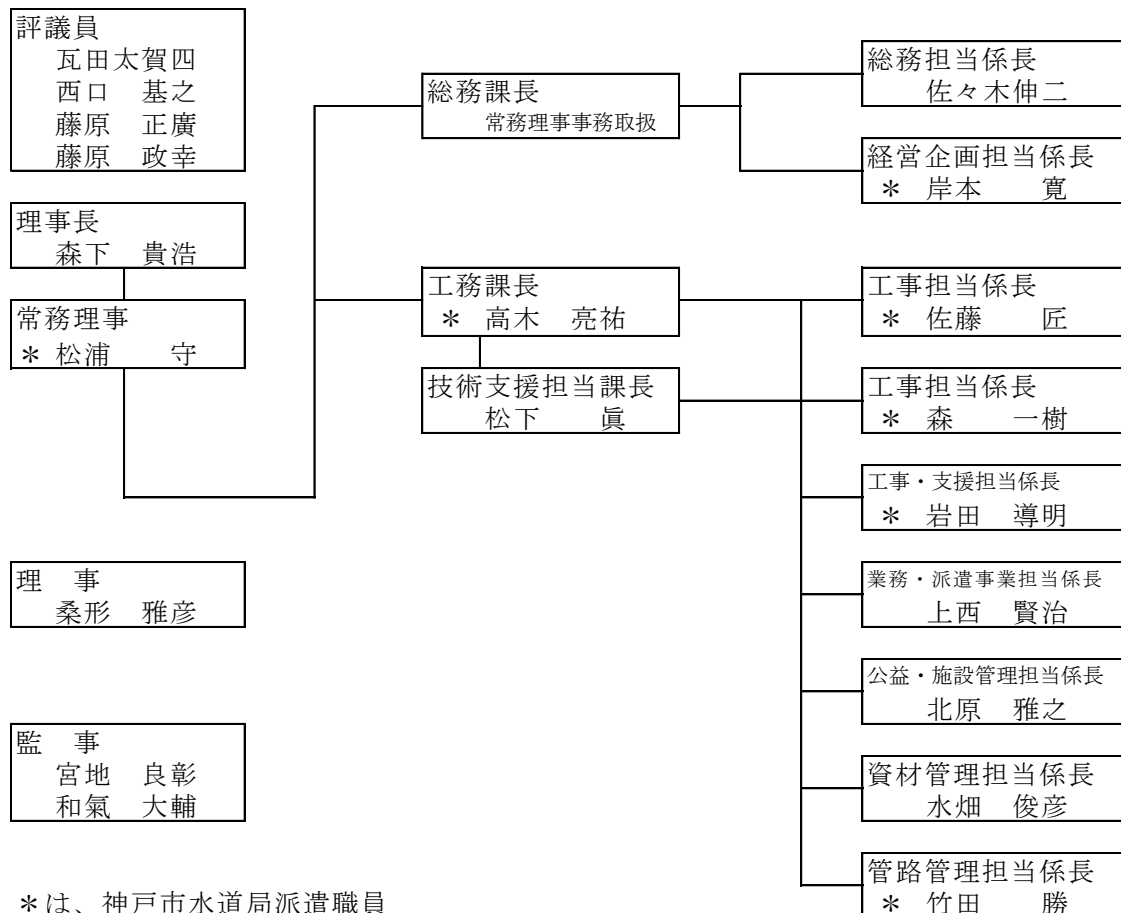 評議員
瓦田太賀四
西口　基之
藤原　正廣
藤原　政幸
理事長
森下　貴浩
常務理事
＊ 松浦　　守
理　事
桑形　雅彦
監　事
宮地　良彰
和氣　大輔
総務課長
常務理事事務取扱
工務課長
＊　高木　亮祐
技術支援担当課長
松下　　眞
総務担当係長
佐々木伸二
経営企画担当係長
＊　岸本　　寛
工事担当係長
＊　佐藤　　匠
工事担当係長
＊　森　　一樹
工事・支援担当係長
＊　岩田　導明
業務・派遣事業担当係長
上西　賢治
公益・施設管理担当係長
北原　雅之
資材管理担当係長
水畑　俊彦
管路管理担当係長
＊　竹田　　勝
＊は、神戸市水道局派遣職員